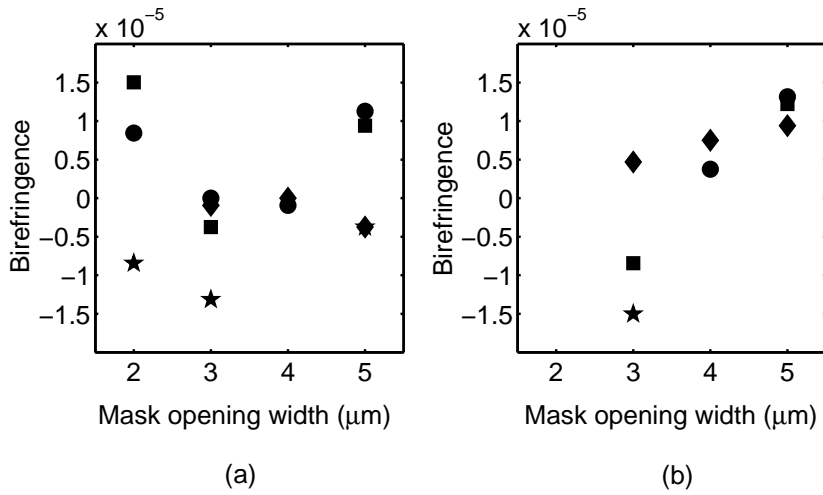 x 10⁻⁵
1.5
1
0.5
0
−0.5
−1
−1.5
Birefringence
2 3 4 5
Mask opening width (μm)
(a)
x 10⁻⁵
1.5
1
0.5
0
−0.5
−1
−1.5
Birefringence
2 3 4 5
Mask opening width (μm)
(b)